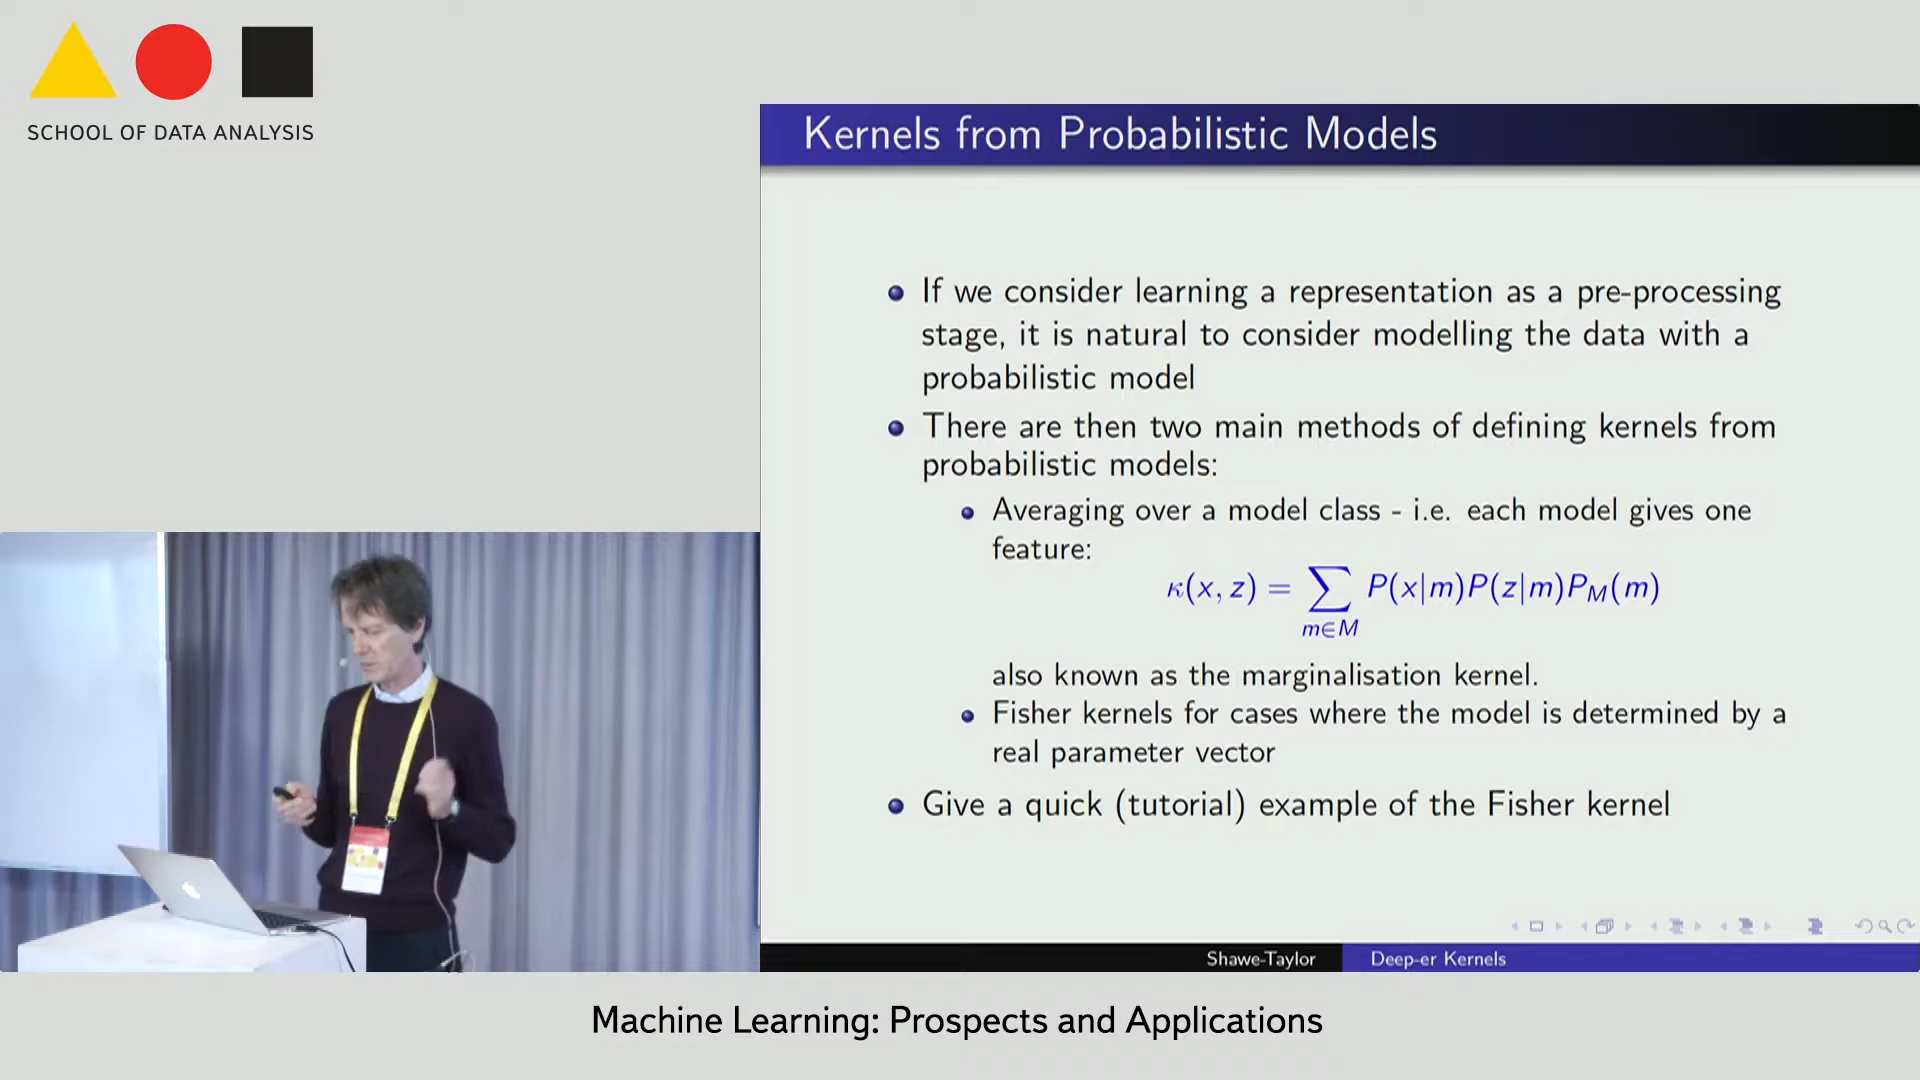 SCHOOL OF DATA ANALYSIS
Kernels from Probabilistic Models
If we consider learning a representation as a pre-processing
stage, it is natural to consider modelling the data with a
probabilistic model
There are then two main methods of defining kernels from
probabilistic models:
Averaging over a model class - i.e. each model gives one
feature:
κ(x, z) = ∑ P(x|m)P(z|m)P_M(m)
m∈M
also known as the marginalisation kernel.
Fisher kernels for cases where the model is determined by a
real parameter vector
Give a quick (tutorial) example of the Fisher kernel
Shawe-Taylor Deep-er Kernels
Machine Learning: Prospects and Applications